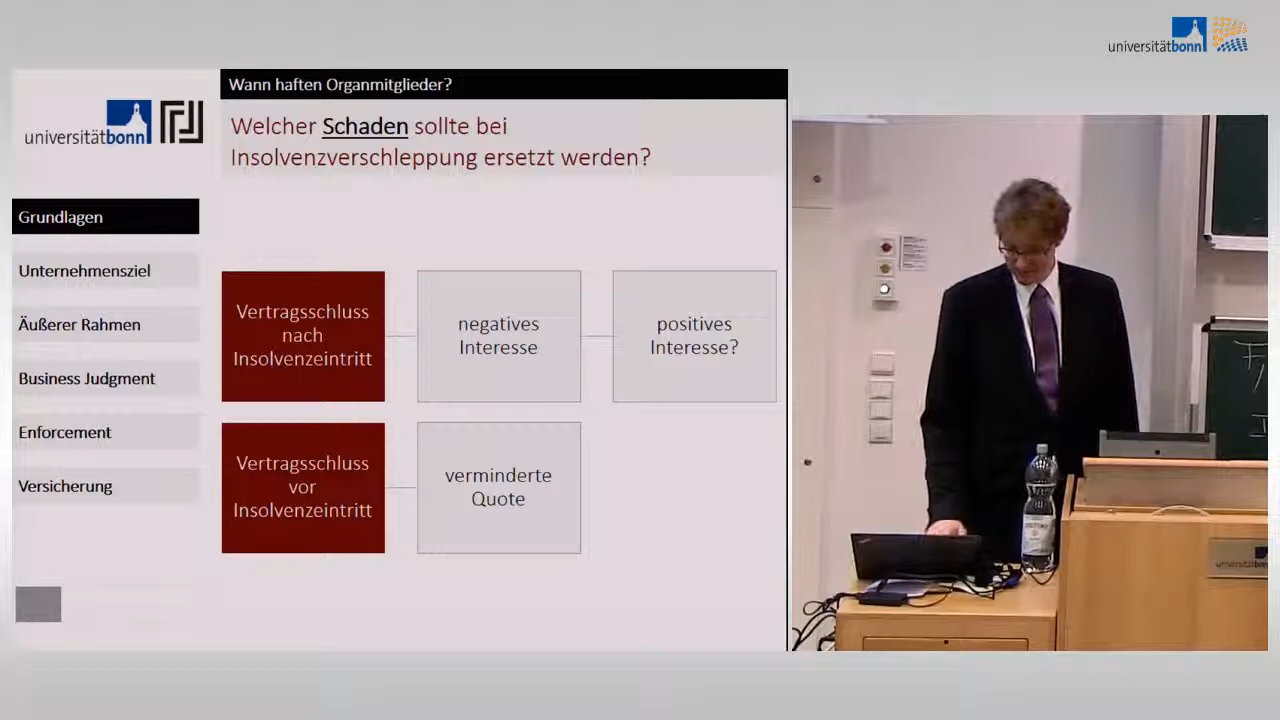 universitätbonn
Wann haften Organmitglieder?
universitätbonn
Welcher Schaden sollte bei
Insolvenzverschleppung ersetzt werden?
Grundlagen
Unternehmensziel
Äußerer Rahmen
Business Judgment
Enforcement
Versicherung
Vertragsschluss
nach
Insolvenzeintritt
negatives
Interesse
positives
Interesse?
Vertragsschluss
vor
Insolvenzeintritt
verminderte
Quote
universitätbonn